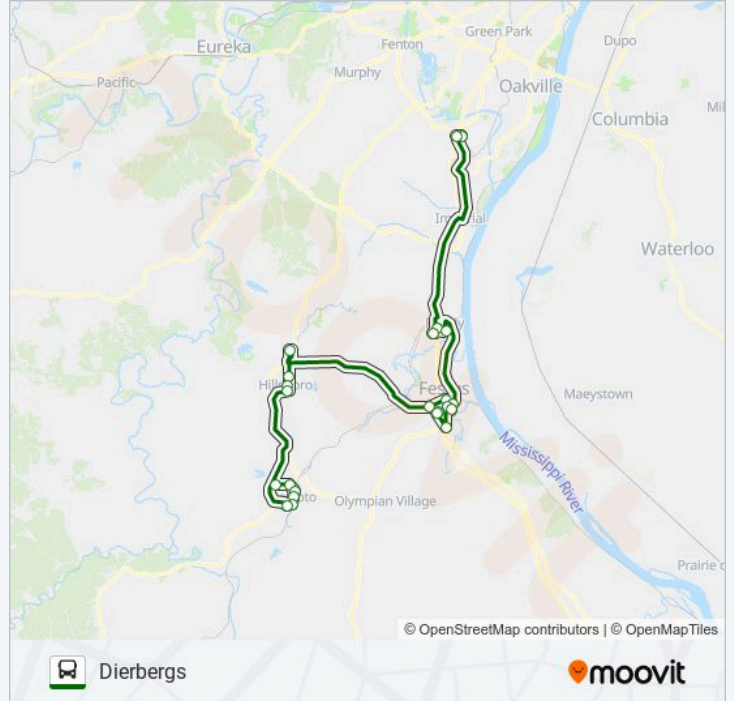 Green Park
Dupo
Eureka
Fenton
Murphy
Pacific
Oakville
Columbia
Waterloo
Maeystown
Mississippi River
Olympian Village
© OpenStreetMap contributors | © OpenMapTiles
Dierbergs
moovit